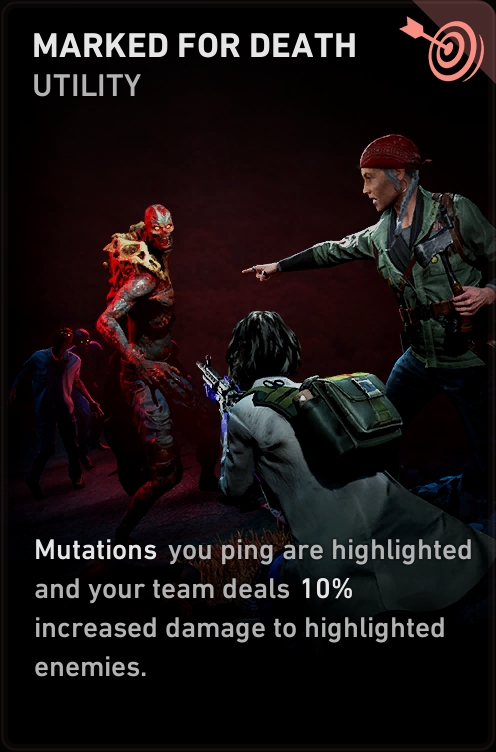 MARKED FOR DEATH
UTILITY
Mutations you ping are highlighted
and your team deals 10%
increased damage to highlighted
enemies.